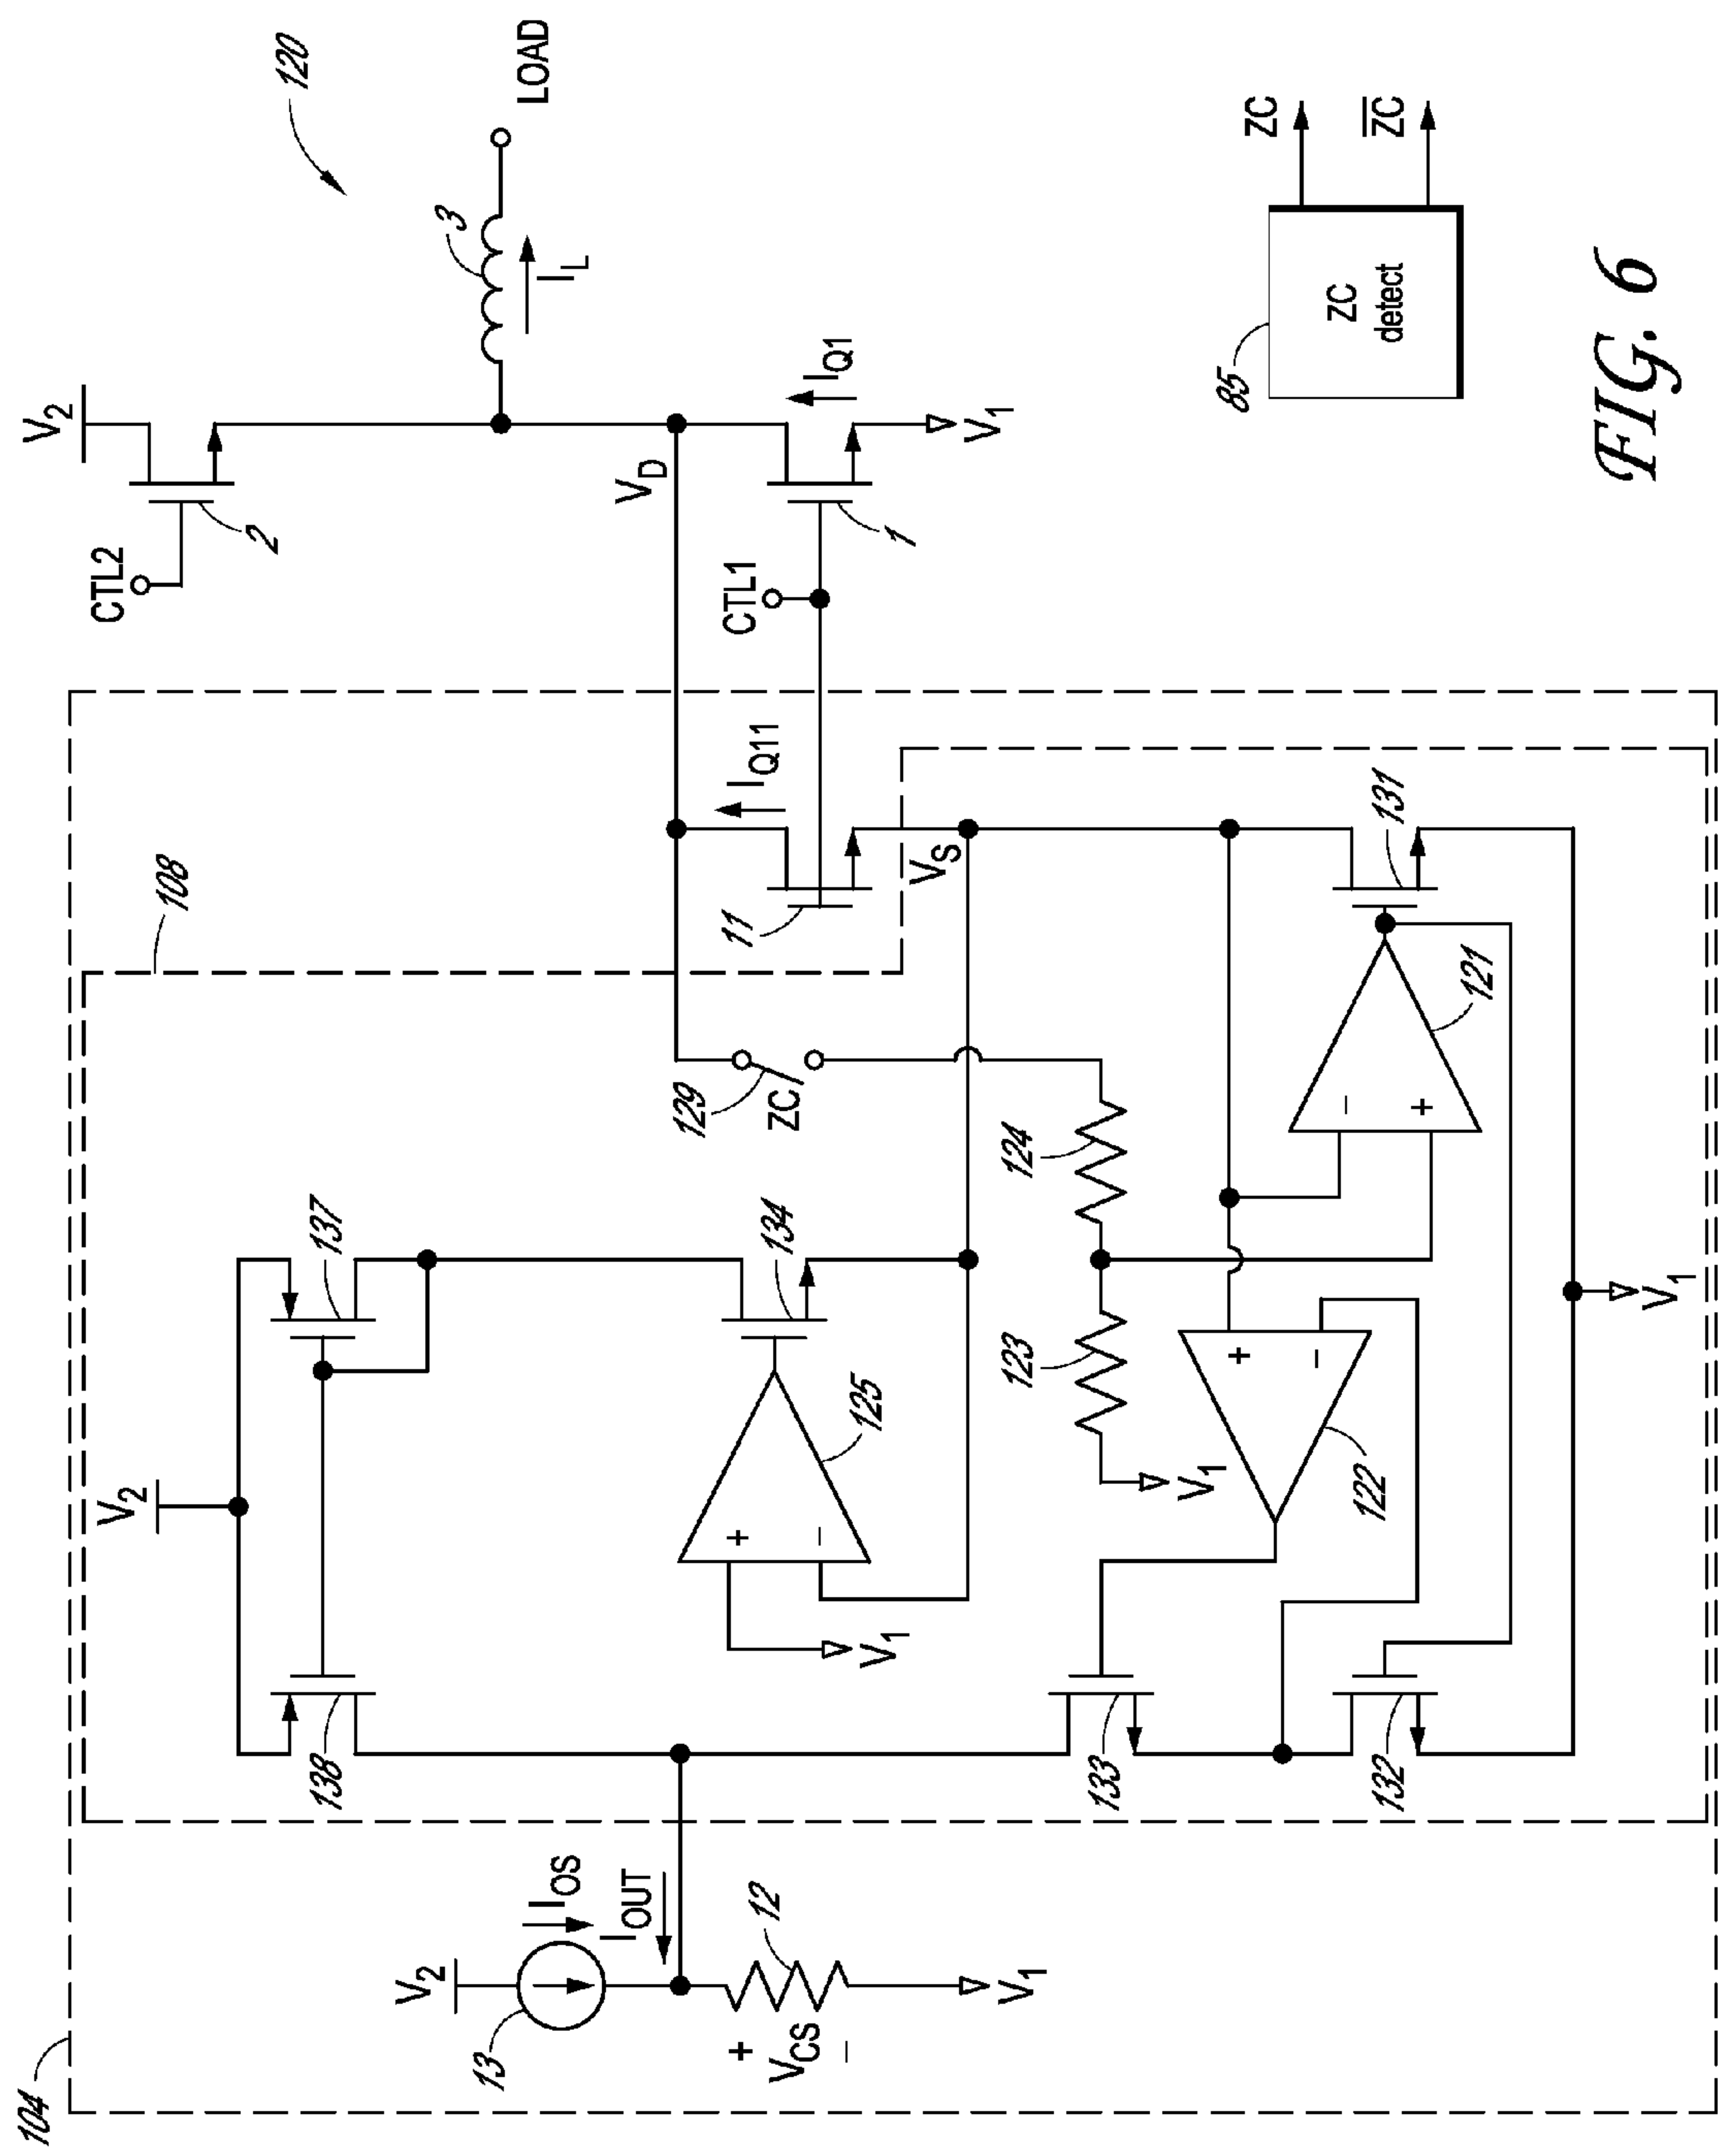 104
108
120
V2
CTL2
2
3
IL
LOAD
VD
IQ1
CTL1
1
V1
IQ11
11
VS
V2
137
138
129
ZC
134
125
+
−
V1
124
123
V1
131
121
−
+
122
+
−
133
132
V1
V2
13
IOS
IOUT
12
+
VCS
−
V1
85
ZC
detect
ZC
Z̅C̅
FIG. 6